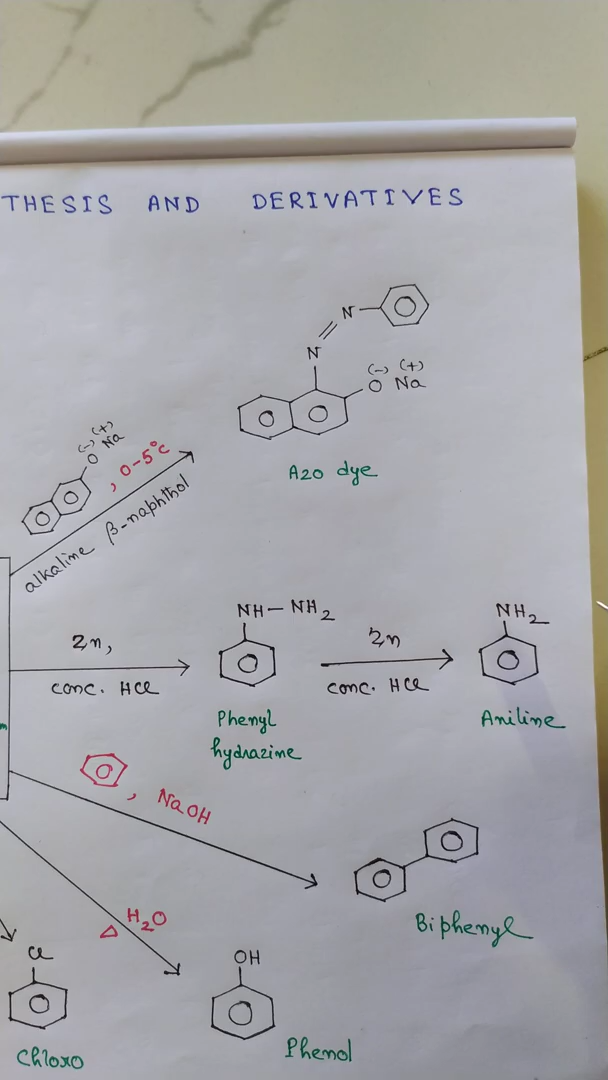 THESIS AND DERIVATIVES
N
N
(-) (+)
O Na
(-) (+)
O Na
, 0-5°c
Azo dye
alkaline β-naphthol
NH-NH2
NH2
Zn,
conc. HCl
Zn
conc. HCl
Phenyl
hydrazine
Aniline
m
, NaOH
Biphenyl
Δ H2O
Cl
OH
Chloro
Phenol